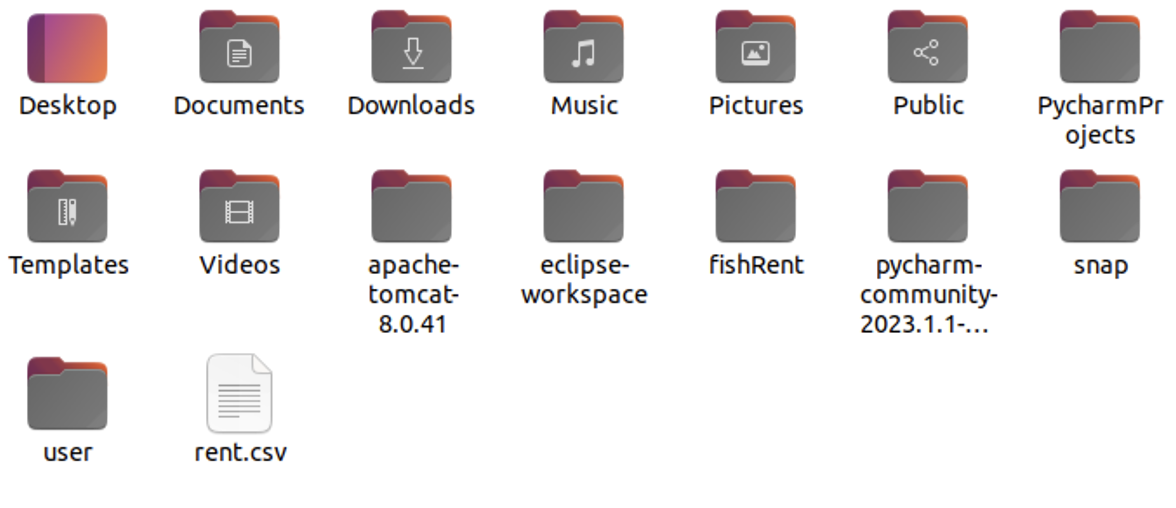 Desktop
Documents
Downloads
Music
Pictures
Public
PycharmPr
ojects
Templates
Videos
apache-
tomcat-
8.0.41
eclipse-
workspace
fishRent
pycharm-
community-
2023.1.1-...
snap
user
rent.csv